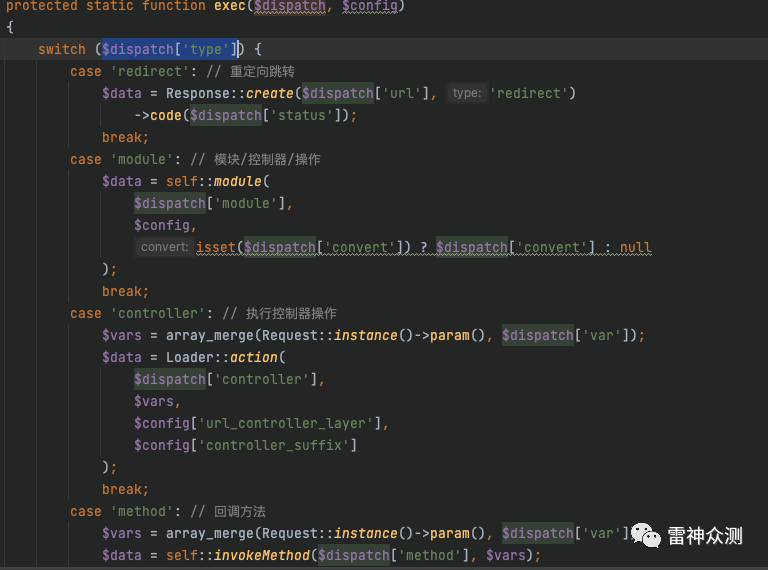 protected static function exec($dispatch, $config)
{
switch ($dispatch['type']) {
case 'redirect': // 重定向跳转
$data = Response::create($dispatch['url'], type: 'redirect')
->code($dispatch['status']);
break;
case 'module': // 模块/控制器/操作
$data = self::module(
$dispatch['module'],
$config,
convert: isset($dispatch['convert']) ? $dispatch['convert'] : null
);
break;
case 'controller': // 执行控制器操作
$vars = array_merge(Request::instance()->param(), $dispatch['var']);
$data = Loader::action(
$dispatch['controller'],
$vars,
$config['url_controller_layer'],
$config['controller_suffix']
);
break;
case 'method': // 回调方法
$vars = array_merge(Request::instance()->param(), $dispatch['var']
$data = self::invokeMethod($dispatch['method'], $vars);
雷神众测